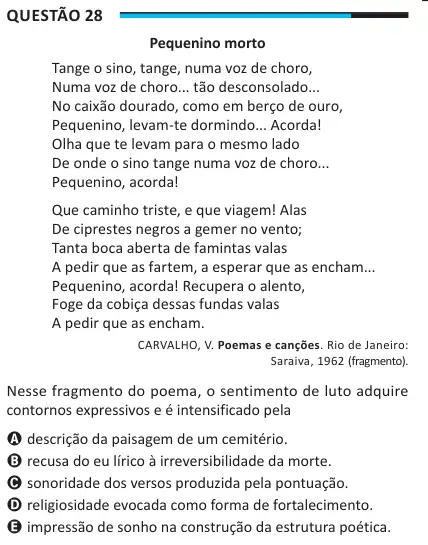 QUESTÃO 28
Pequenino morto
Tange o sino, tange, numa voz de choro,
Numa voz de choro... tão desconsolado...
No caixão dourado, como em berço de ouro,
Pequenino, levam-te dormindo... Acorda!
Olha que te levam para o mesmo lado
De onde o sino tange numa voz de choro...
Pequenino, acorda!
Que caminho triste, e que viagem! Alas
De ciprestes negros a gemer no vento;
Tanta boca aberta de famintas valas
A pedir que as fartem, a esperar que as encham...
Pequenino, acorda! Recupera o alento,
Foge da cobiça dessas fundas valas
A pedir que as encham.
CARVALHO, V. Poemas e canções. Rio de Janeiro:
Saraiva, 1962 (fragmento).
Nesse fragmento do poema, o sentimento de luto adquire
contornos expressivos e é intensificado pela
A descrição da paisagem de um cemitério.
B recusa do eu lírico à irreversibilidade da morte.
C sonoridade dos versos produzida pela pontuação.
D religiosidade evocada como forma de fortalecimento.
E impressão de sonho na construção da estrutura poética.